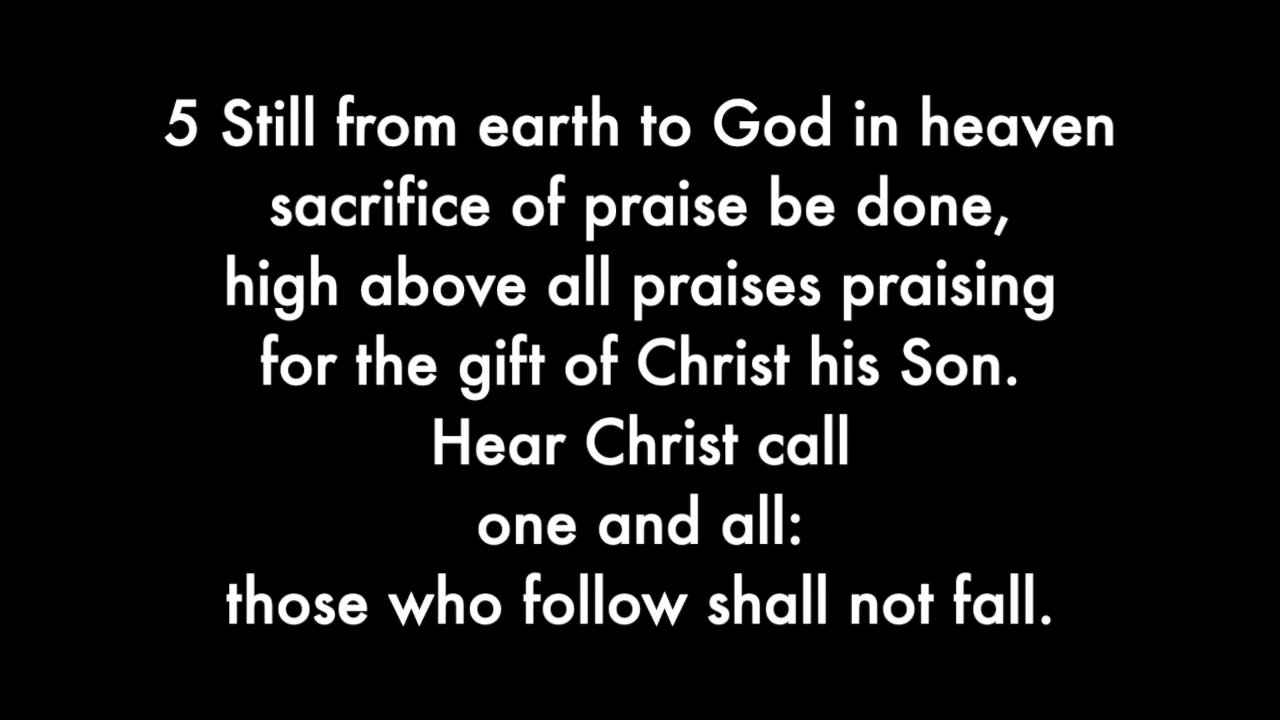 5 Still from earth to God in heaven
sacrifice of praise be done,
high above all praises praising
for the gift of Christ his Son.
Hear Christ call
one and all:
those who follow shall not fall.